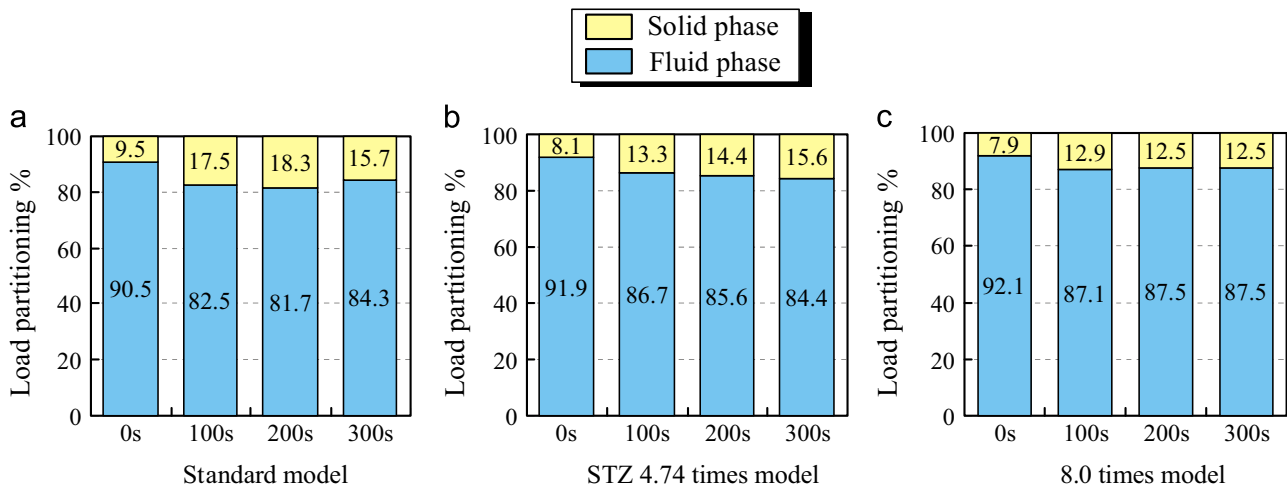 Solid phase
Fluid phase
a
b
c
Load partitioning %
100
80
60
40
20
0
9.5
17.5
18.3
15.7
90.5
82.5
81.7
84.3
0s
100s
200s
300s
Standard model
Load partitioning %
100
80
60
40
20
0
8.1
13.3
14.4
15.6
91.9
86.7
85.6
84.4
0s
100s
200s
300s
STZ 4.74 times model
Load partitioning %
100
80
60
40
20
0
7.9
12.9
12.5
12.5
92.1
87.1
87.5
87.5
0s
100s
200s
300s
8.0 times model